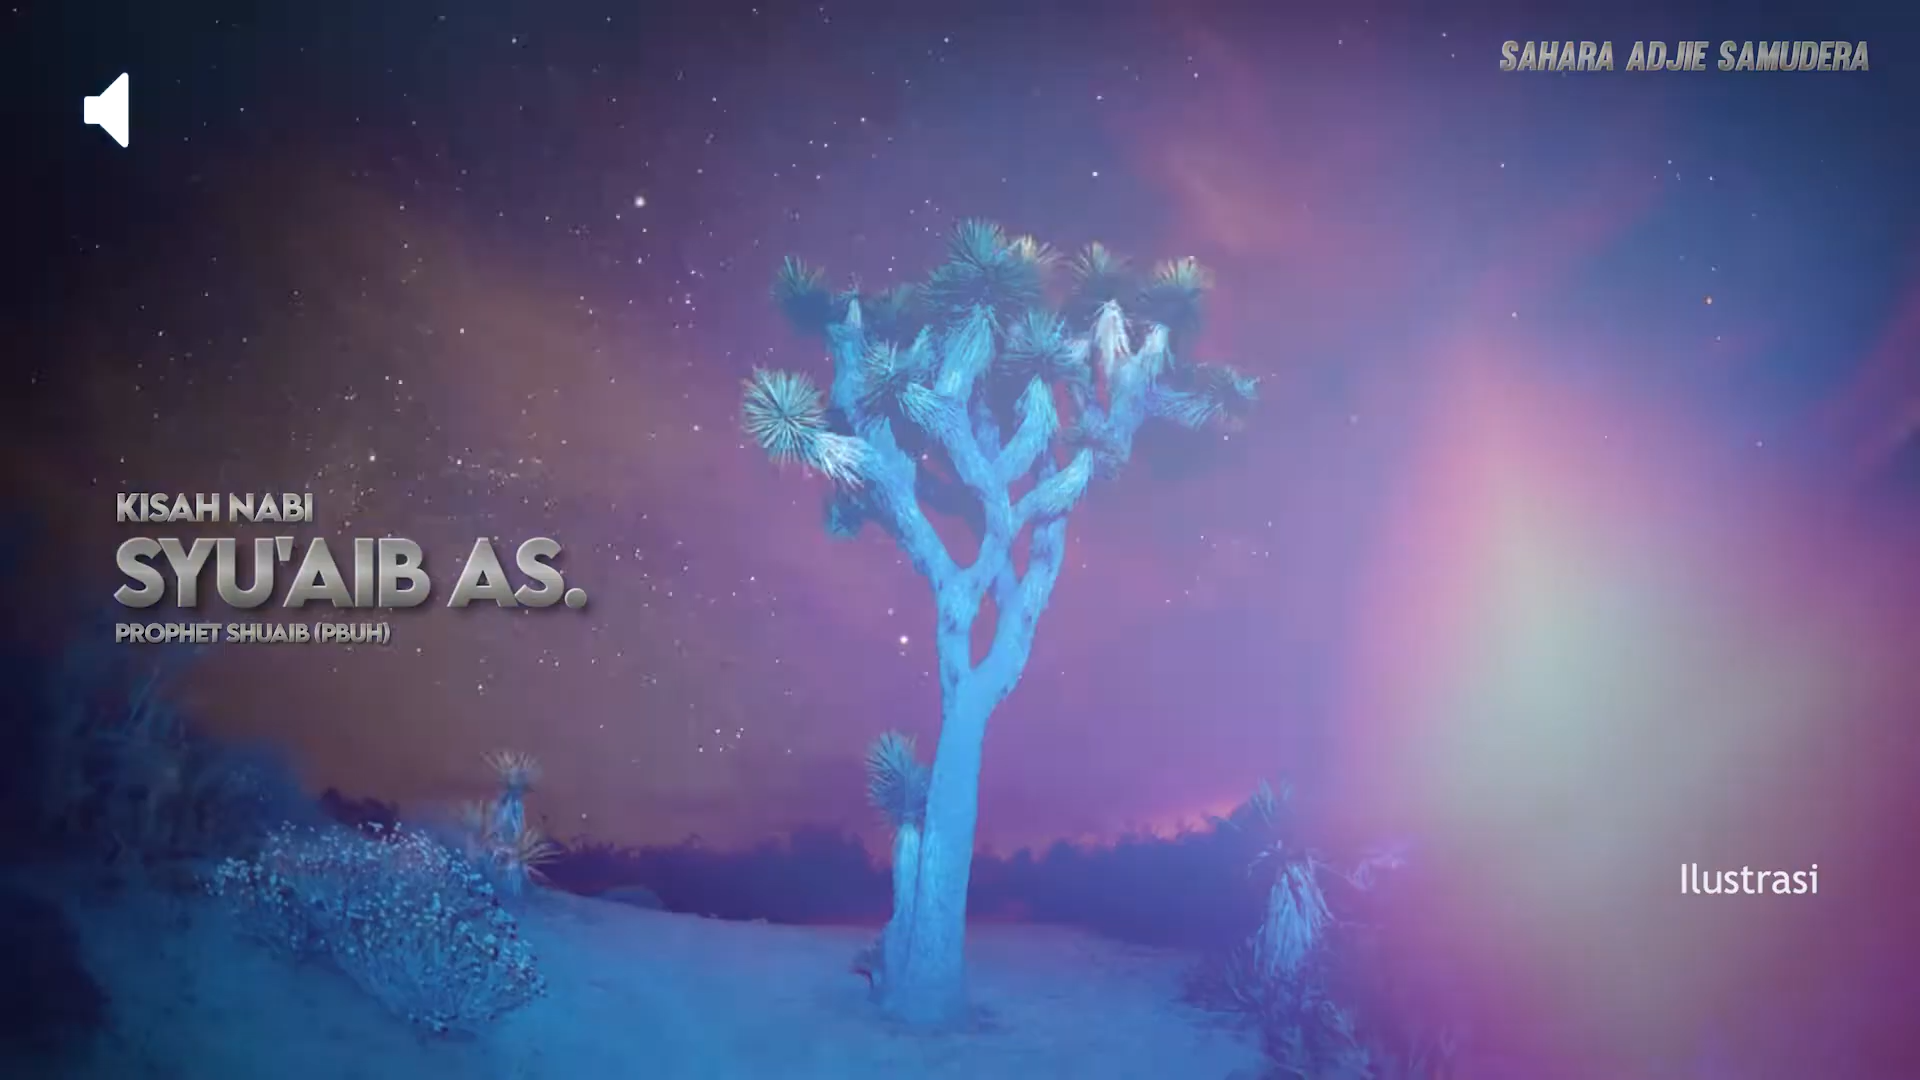 SAHARA ADJIE SAMUDERA
KISAH NABI
SYU'AIB AS.
PROPHET SHUAIB (PBUH)
Ilustrasi